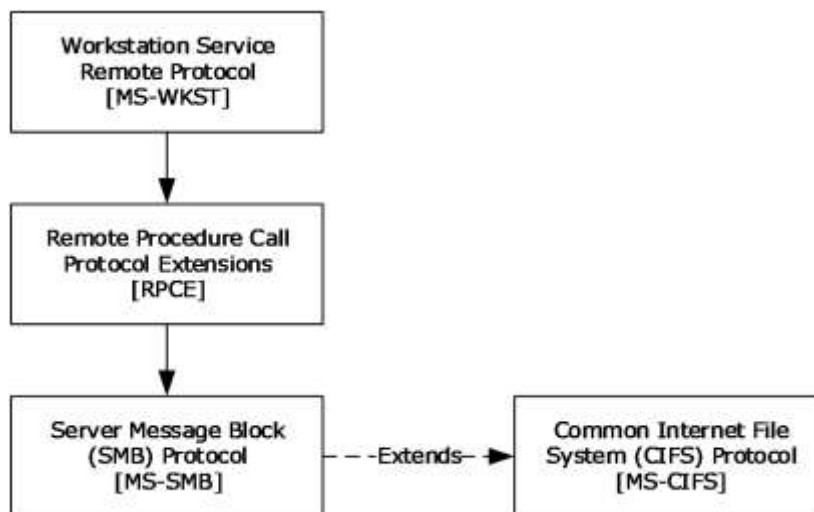 Workstation Service
Remote Protocol
[MS-WKST]
Remote Procedure Call
Protocol Extensions
[RPCE]
Server Message Block
(SMB) Protocol
[MS-SMB]
Extends
Common Internet File
System (CIFS) Protocol
[MS-CIFS]